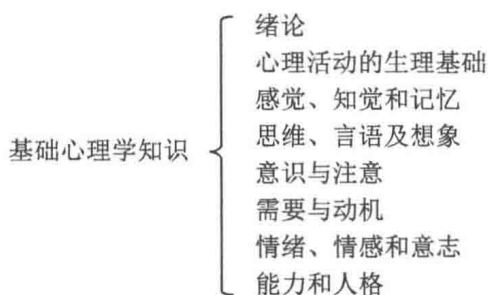 基础心理学知识
绪论
心理活动的生理基础
感觉、知觉和记忆
思维、言语及想象
意识与注意
需要与动机
情绪、情感和意志
能力和人格